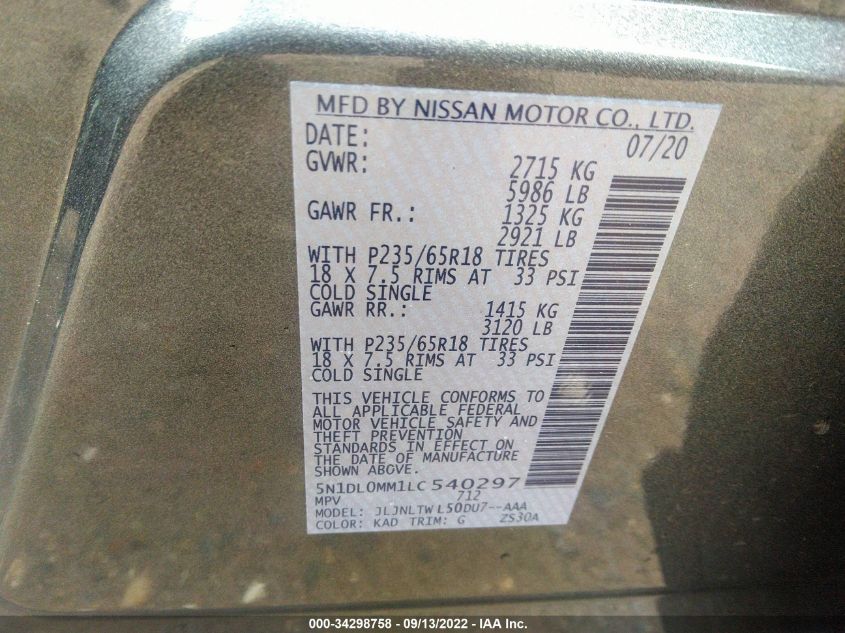 MFD BY NISSAN MOTOR CO., LTD.
DATE: 07/20
GVWR: 2715 KG
5986 LB
GAWR FR.: 1325 KG
2921 LB
WITH P235/65R18 TIRES
18 X 7.5 RIMS AT 33 PSI
COLD SINGLE
GAWR RR.: 1415 KG
3120 LB
WITH P235/65R18 TIRES
18 X 7.5 RIMS AT 33 PSI
COLD SINGLE
THIS VEHICLE CONFORMS TO
ALL APPLICABLE FEDERAL
MOTOR VEHICLE SAFETY AND
THEFT PREVENTION
STANDARDS IN EFFECT ON
THE DATE OF MANUFACTURE
SHOWN ABOVE.
5N1DL0MM1LC540297
MPV 712
MODEL: JLJNLTWL50DU7--AAA
COLOR: KAD TRIM: G ZS30A
000-34298758 - 09/13/2022 - IAA Inc.